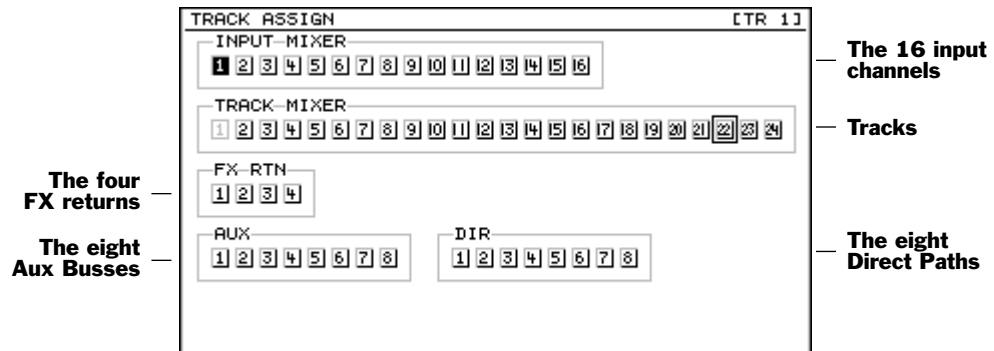 TRACK ASSIGN [TR 1]
INPUT MIXER
1 2 3 4 5 6 7 8 9 10 11 12 13 14 15 16
The 16 input
channels
TRACK MIXER
1 2 3 4 5 6 7 8 9 10 11 12 13 14 15 16 17 18 19 20 21 22 23 24
Tracks
The four
FX returns
FX RTN
1 2 3 4
The eight
Aux Busses
AUX
1 2 3 4 5 6 7 8
DIR
1 2 3 4 5 6 7 8
The eight
Direct Paths